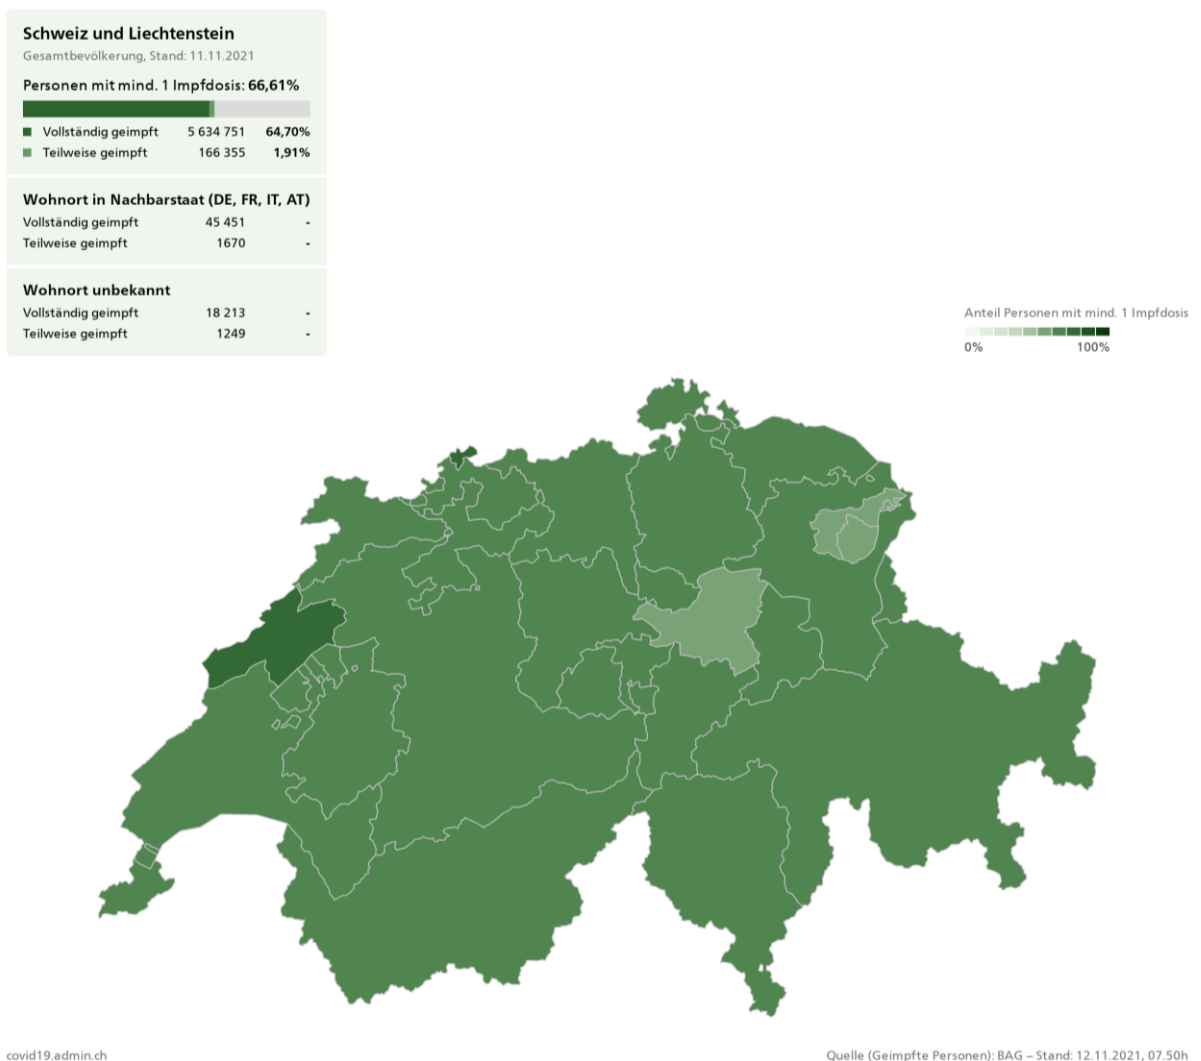 Schweiz und Liechtenstein
Gesamtbevölkerung, Stand: 11.11.2021
Personen mit mind. 1 Impfdosis: 66,61%
Vollständig geimpft 5 634 751 64,70%
Teilweise geimpft 166 355 1,91%
Wohnort in Nachbarstaat (DE, FR, IT, AT)
Vollständig geimpft 45 451 -
Teilweise geimpft 1670 -
Wohnort unbekannt
Vollständig geimpft 18 213 -
Teilweise geimpft 1249 -
Anteil Personen mit mind. 1 Impfdosis
0% 100%
covid19.admin.ch
Quelle (Geimpfte Personen): BAG – Stand: 12.11.2021, 07.50h